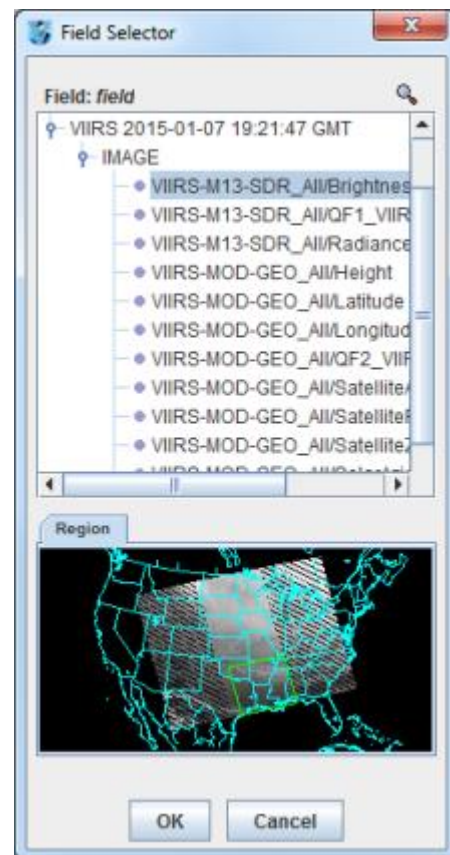 Field Selector
Field: field
VIIRS 2015-01-07 19:21:47 GMT
IMAGE
VIIRS-M13-SDR_All/Brightnes
VIIRS-M13-SDR_All/QF1_VIIR
VIIRS-M13-SDR_All/Radiance
VIIRS-MOD-GEO_All/Height
VIIRS-MOD-GEO_All/Latitude
VIIRS-MOD-GEO_All/Longitud
VIIRS-MOD-GEO_All/QF2_VIIF
VIIRS-MOD-GEO_All/Satellite
VIIRS-MOD-GEO_All/Satellite
VIIRS-MOD-GEO_All/SatelliteZ
Region
OK Cancel